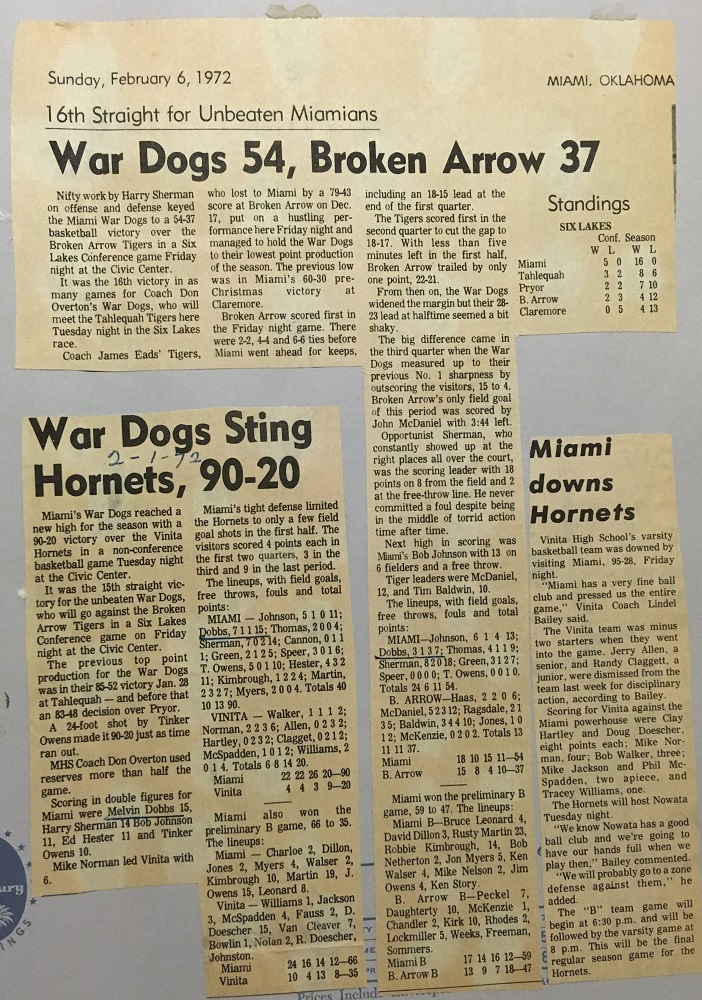 Sunday, February 6, 1972
MIAMI, OKLAHOMA
16th Straight for Unbeaten Miamians
War Dogs 54, Broken Arrow 37
Nifty work by Harry Sherman
on offense and defense keyed
the Miami War Dogs to a 54-37
basketball victory over the
Broken Arrow Tigers in a Six
Lakes Conference game Friday
night at the Civic Center.
It was the 16th victory in as
many games for Coach Don
Overton's War Dogs, who will
meet the Tahlequah Tigers here
Tuesday night in the Six Lakes
race.
Coach James Eads' Tigers,
who lost to Miami by a 79-43
score at Broken Arrow on Dec.
17, put on a hustling per-
formance here Friday night and
managed to hold the War Dogs
to their lowest point production
of the season. The previous low
was in Miami's 60-30 pre-
Christmas victory at
Claremore.
Broken Arrow scored first in
the Friday night game. There
were 2-2, 4-4 and 6-6 ties before
Miami went ahead for keeps,
including an 18-15 lead at the
end of the first quarter.
The Tigers scored first in the
second quarter to cut the gap to
18-17. With less than five
minutes left in the first half,
Broken Arrow trailed by only
one point, 22-21.
From then on, the War Dogs
widened the margin but their 28-
23 lead at halftime seemed a bit
shaky.
The big difference came in
the third quarter when the War
Dogs measured up to their
previous No. 1 sharpness by
outscoring the visitors, 15 to 4.
Broken Arrow's only field goal
of this period was scored by
John McDaniel with 3:44 left.
Opportunist Sherman, who
constantly showed up at the
right places all over the court,
was the scoring leader with 18
points on 8 from the field and 2
at the free-throw line. He never
committed a foul despite being
in the middle of torrid action
time after time.
Next high in scoring was
Miami's Bob Johnson with 13 on
6 fielders and a free throw.
Tiger leaders were McDaniel,
12, and Tim Baldwin, 10.
The lineups, with field goals,
free throws, fouls and total
points:
MIAMI—Johnson, 6 1 4 13;
Dobbs, 3 1 3 7; Thomas, 4 1 1 9;
Sherman, 8 2 0 18; Green, 3 1 2 7;
Speer, 0 0 0 0; T. Owens, 0 0 1 0.
Totals 24 6 11 54.
B. ARROW—Haas, 2 2 0 6;
McDaniel, 5 2 3 12; Ragsdale, 2 1
3 5; Baldwin, 3 4 4 10; Jones, 1 0
1 2; McKenzie, 0 2 0 2. Totals 13
11 11 37.
Miami 18 10 15 11—54
B. Arrow 15 8 4 10—37
Miami won the preliminary B
game, 59 to 47. The lineups:
Miami B—Bruce Leonard 4,
David Dillon 3, Rusty Martin 23,
Robbie Kimbrough, 14, Bob
Netherton 2, Jon Myers 5, Ken
Walser 4, Mike Nelson 2, Jim
Owens 4, Ken Story.
B. Arrow B—Peckel 7,
Daugherty 10, McKenzie 1,
Chandler 2, Kirk 10, Rhodes 2,
Lockmiller 5, Weeks, Freeman,
Sommers.
Miami B 17 14 16 12—59
B. Arrow B 13 9 7 18—47
Standings
SIX LAKES
Conf. Season
W L W L
Miami 5 0 16 0
Tahlequah 3 2 8 6
Pryor 2 2 7 10
B. Arrow 2 3 4 12
Claremore 0 5 4 13
War Dogs Sting
2-1-72
Hornets, 90-20
Miami's War Dogs reached a
new high for the season with a
90-20 victory over the Vinita
Hornets in a non-conference
basketball game Tuesday night
at the Civic Center.
It was the 15th straight vic-
tory for the unbeaten War Dogs,
who will go against the Broken
Arrow Tigers in a Six Lakes
Conference game on Friday
night at the Civic Center.
The previous top point
production for the War Dogs
was in their 85-52 victory Jan. 28
at Tahlequah — and before that
an 83-48 decision over Pryor.
A 24-foot shot by Tinker
Owens made it 90-20 just as time
ran out.
MHS Coach Don Overton used
reserves more than half the
game.
Scoring in double figures for
Miami were Melvin Dobbs 15,
Harry Sherman 14 Bob Johnson
11, Ed Hester 11 and Tinker
Owens 10.
Mike Norman led Vinita with
6.
Miami's tight defense limited
the Hornets to only a few field
goal shots in the first half. The
visitors scored 4 points each in
the first two quarters, 3 in the
third and 9 in the last period.
The lineups, with field goals,
free throws, fouls and total
points:
MIAMI — Johnson, 5 1 0 11;
Dobbs, 7 1 1 15; Thomas, 2 0 0 4;
Sherman, 7 0 2 14; Cannon, 0 1 1
1; Green, 2 1 2 5; Speer, 3 0 1 6;
T. Owens, 5 0 1 10; Hester, 4 3 2
11; Kimbrough, 1 2 2 4; Martin,
2 3 2 7; Myers, 2 0 0 4. Totals 40
10 13 90.
VINITA — Walker, 1 1 1 2;
Norman, 2 2 3 6; Allen, 0 2 3 2;
Hartley, 0 2 3 2; Clagget, 0 2 1 2;
McSpadden, 1 0 1 2; Williams, 2
0 1 4. Totals 6 8 14 20.
Miami 22 22 26 20—90
Vinita 4 4 3 9—20
Miami also won the
preliminary B game, 66 to 35.
The lineups:
Miami — Charloe 2, Dillon,
Jones 2, Myers 4, Walser 2,
Kimbrough 10, Martin 19, J.
Owens 15, Leonard 8.
Vinita — Williams 1, Jackson
3, McSpadden 4, Fauss 2, D.
Doescher 15, Van Cleaver 7,
Bowlin 1, Nolan 2, R. Doescher,
Johnston.
Miami 24 16 14 12—66
Vinita 10 4 13 8—35
Miami
downs
Hornets
Vinita High School's varsity
basketball team was downed by
visiting Miami, 95-28, Friday
night.
"Miami has a very fine ball
club and pressed us the entire
game," Vinita Coach Lindel
Bailey said.
The Vinita team was minus
two starters when they went
into the game. Jerry Allen, a
senior, and Randy Claggett, a
junior, were dismissed from the
team last week for disciplinary
action, according to Bailey.
Scoring for Vinita against the
Miami powerhouse were Clay
Hartley and Doug Doescher,
eight points each; Mike Nor-
man, four; Bob Walker, three;
Mike Jackson and Phil Mc-
Spadden, two apiece, and
Tracey Williams, one.
The Hornets will host Nowata
Tuesday night.
"We know Nowata has a good
ball club and we're going to
have our hands full when we
play then," Bailey commented.
"We will probably go to a zone
defense against them," he
added.
The "B" team game will
begin at 6:30 p.m. and will be
followed by the varsity game at
8 p.m. This will be the final
regular season game for the
Hornets.
Prices Include